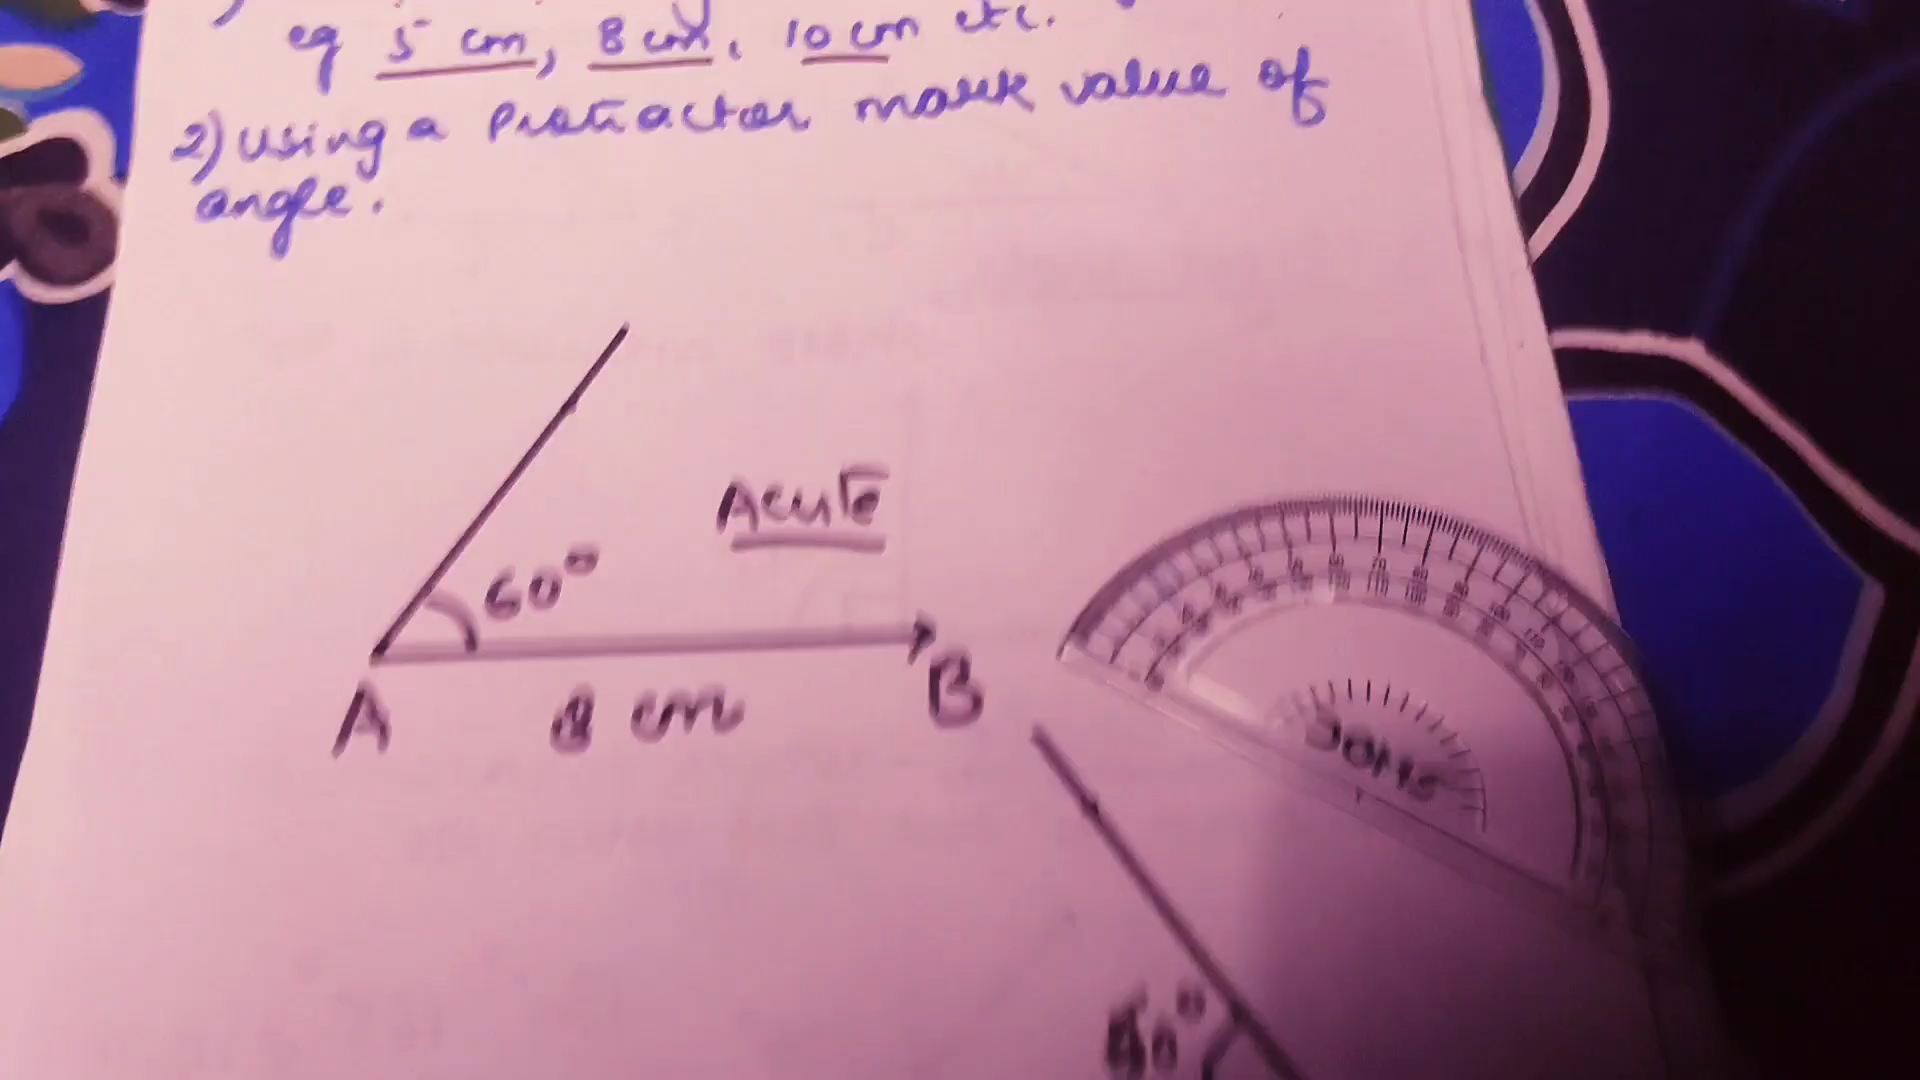 eg 5 cm, 8 cm, 10 cm etc.
2) Using a Protractor mark value of
angle.
Acute
60°
A
8 cm
B
DOMS